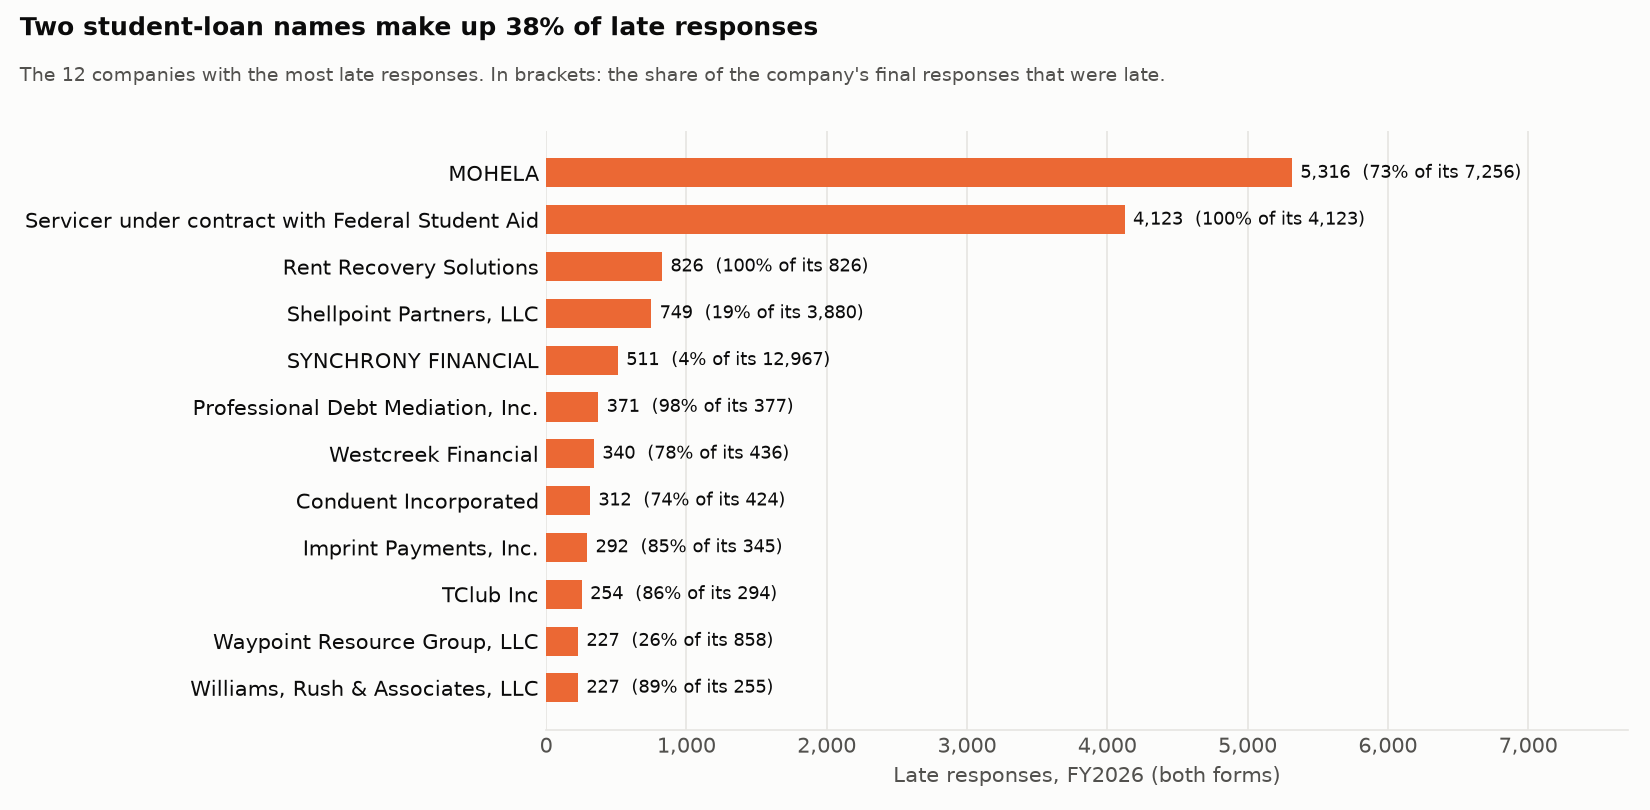 Two student-loan names make up 38% of late responses
The 12 companies with the most late responses. In brackets: the share of the company's final responses that were late.
MOHELA 5,316 (73% of its 7,256)
Servicer under contract with Federal Student Aid 4,123 (100% of its 4,123)
Rent Recovery Solutions 826 (100% of its 826)
Shellpoint Partners, LLC 749 (19% of its 3,880)
SYNCHRONY FINANCIAL 511 (4% of its 12,967)
Professional Debt Mediation, Inc. 371 (98% of its 377)
Westcreek Financial 340 (78% of its 436)
Conduent Incorporated 312 (74% of its 424)
Imprint Payments, Inc. 292 (85% of its 345)
TClub Inc 254 (86% of its 294)
Waypoint Resource Group, LLC 227 (26% of its 858)
Williams, Rush & Associates, LLC 227 (89% of its 255)
0 1,000 2,000 3,000 4,000 5,000 6,000 7,000
Late responses, FY2026 (both forms)